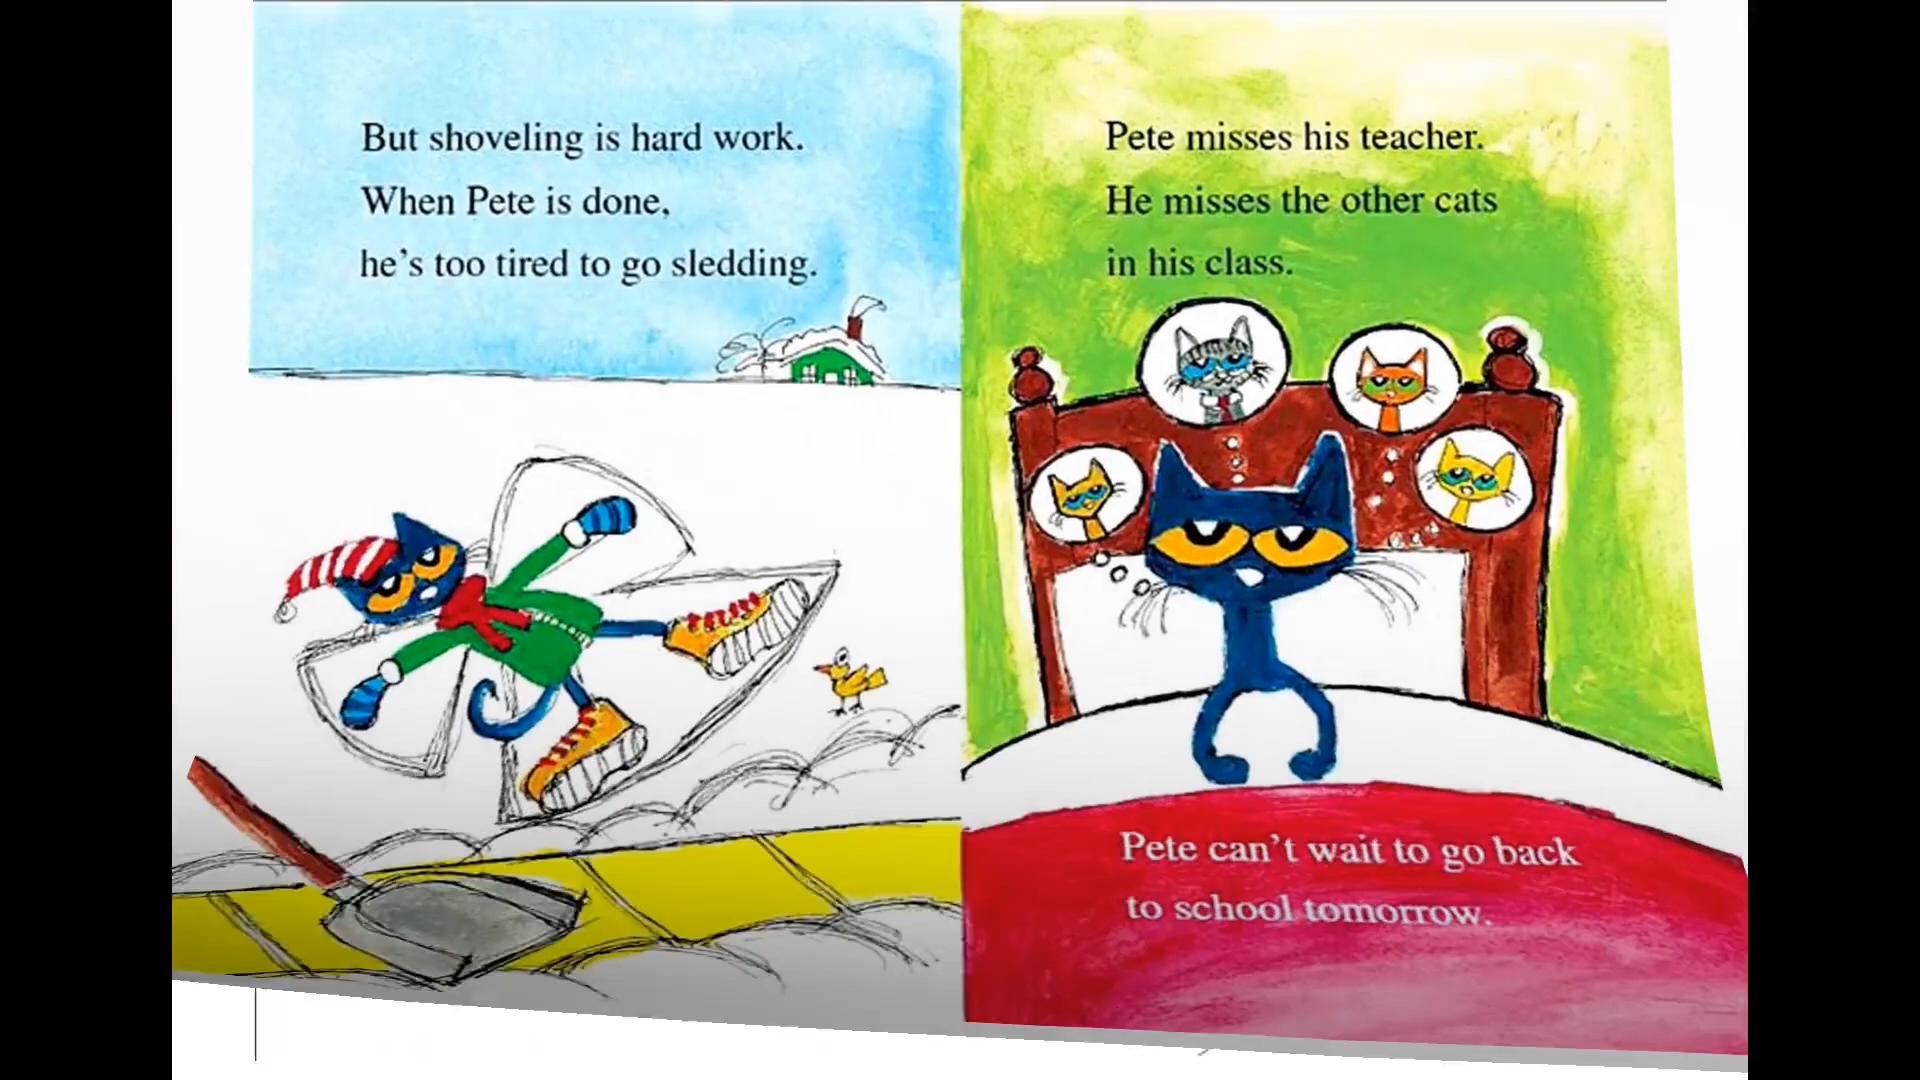 But shoveling is hard work.
When Pete is done,
he's too tired to go sledding.
Pete misses his teacher.
He misses the other cats
in his class.
Pete can't wait to go back
to school tomorrow.